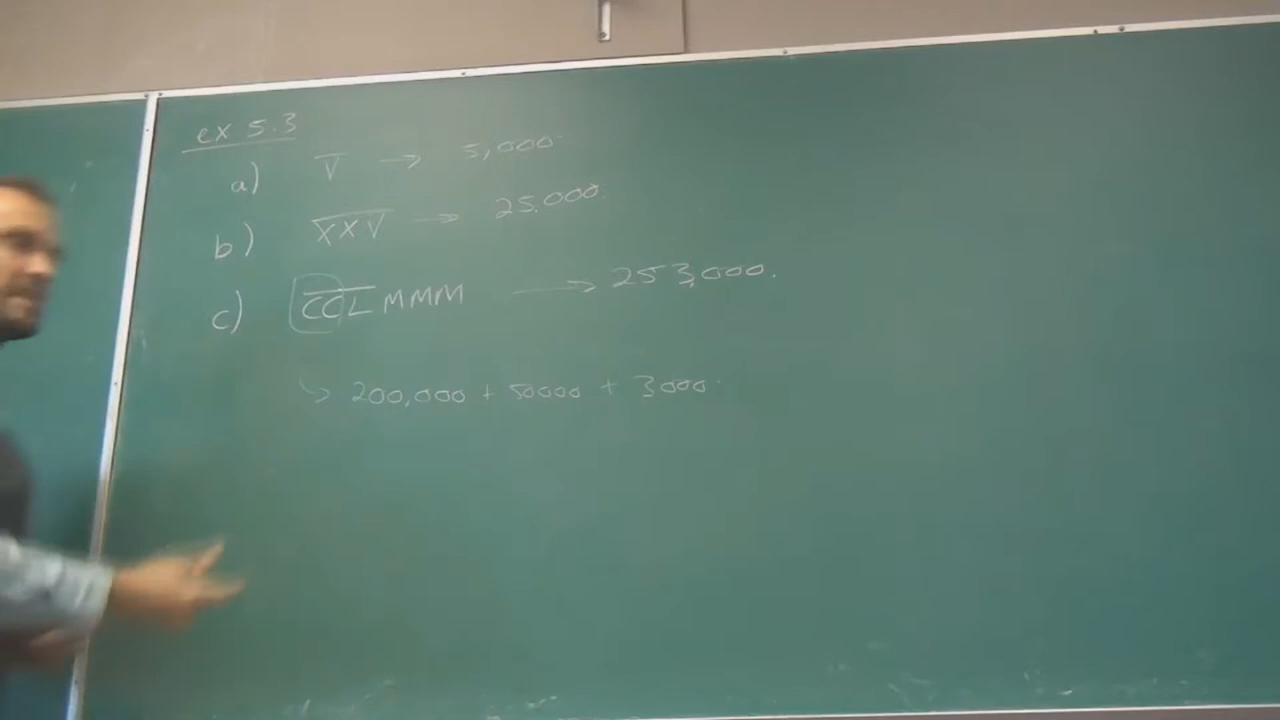 ex 5.3
a) V̅ → 5,000
b) X̅X̅V̅ → 25,000.
c) C̅C̅L̅MMM → 253,000.
↳ 200,000 + 50000 + 3000.